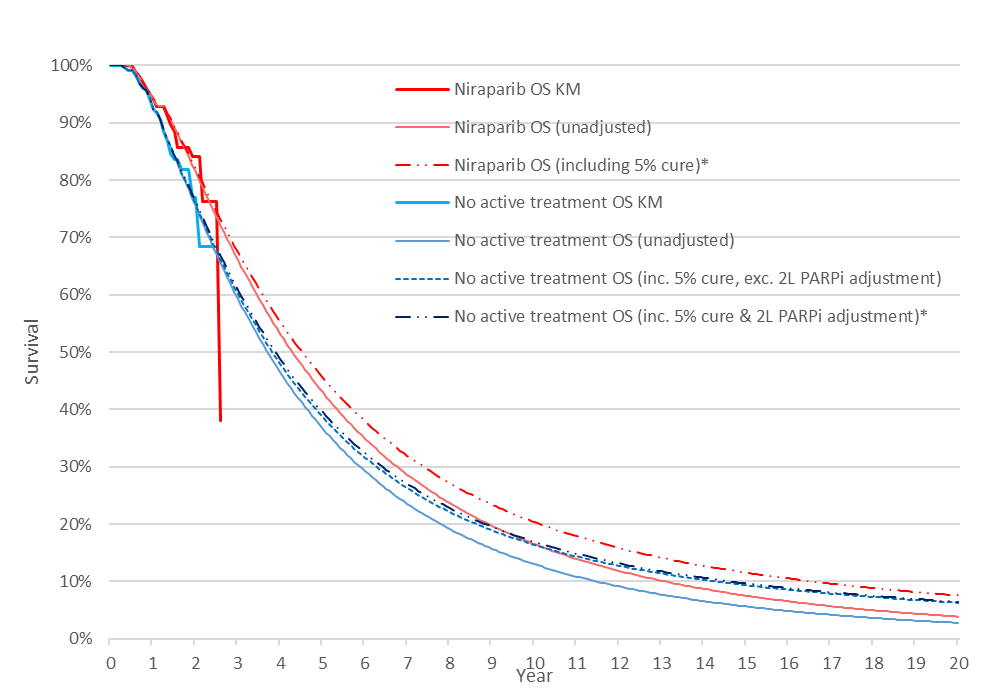 100%
90%
80%
70%
60%
50%
40%
30%
20%
10%
0%
Survival
Niraparib OS KM
Niraparib OS (unadjusted)
Niraparib OS (including 5% cure)*
No active treatment OS KM
No active treatment OS (unadjusted)
No active treatment OS (inc. 5% cure, exc. 2L PARPi adjustment)
No active treatment OS (inc. 5% cure & 2L PARPi adjustment)*
0 1 2 3 4 5 6 7 8 9 10 11 12 13 14 15 16 17 18 19 20
Year